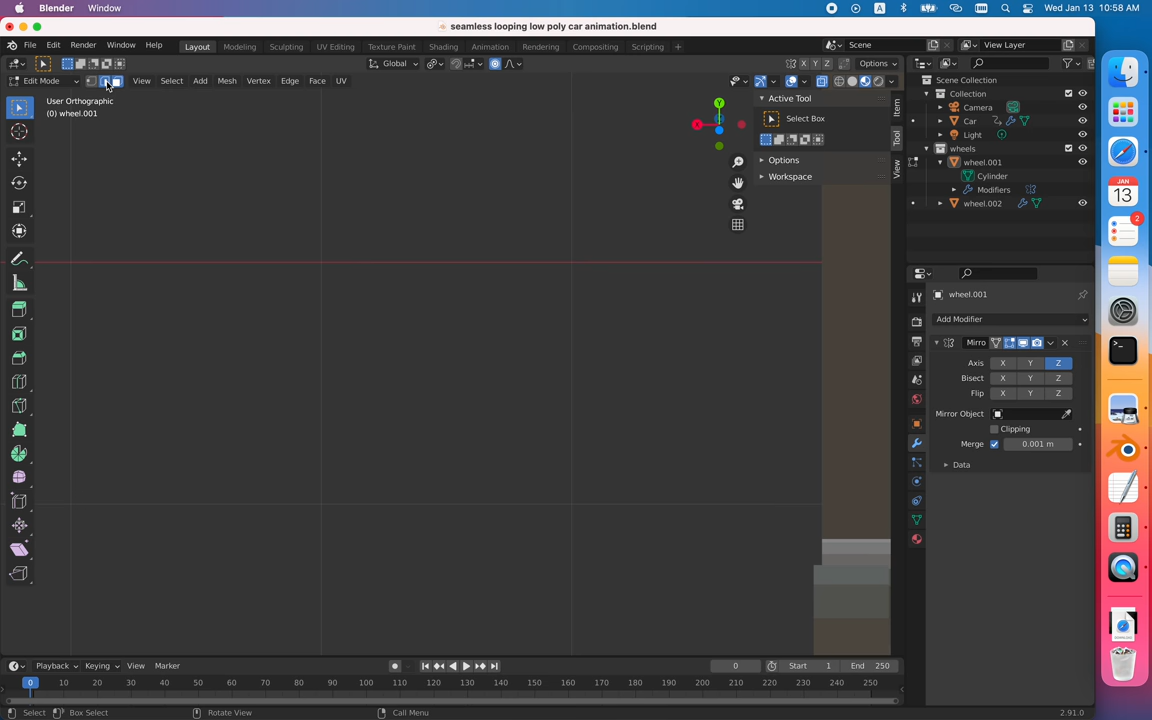 Blender Window
A
Wed Jan 13 10:58 AM
seamless looping low poly car animation.blend
File Edit Render Window Help Layout Modeling Sculpting UV Editing Texture Paint Shading Animation Rendering Compositing Scripting + Scene View Layer
Global X Y Z Options
Edit Mode View Select Add Mesh Vertex Edge Face UV
User Orthographic
(0) wheel.001
Y
Active Tool
Select Box
Options
Workspace
Item
Tool
View
Scene Collection
Collection
Camera
Car
Light
wheels
wheel.001
Cylinder
Modifiers
wheel.002
wheel.001
Add Modifier
Mirro
Axis X Y Z
Bisect X Y Z
Flip X Y Z
Mirror Object
Clipping
Merge 0.001 m
Data
JAN
13
2
Playback Keying View Marker 0 Start 1 End 250
0 10 20 30 40 50 60 70 80 90 100 110 120 130 140 150 160 170 180 190 200 210 220 230 240 250
Select Box Select Rotate View Call Menu 2.91.0